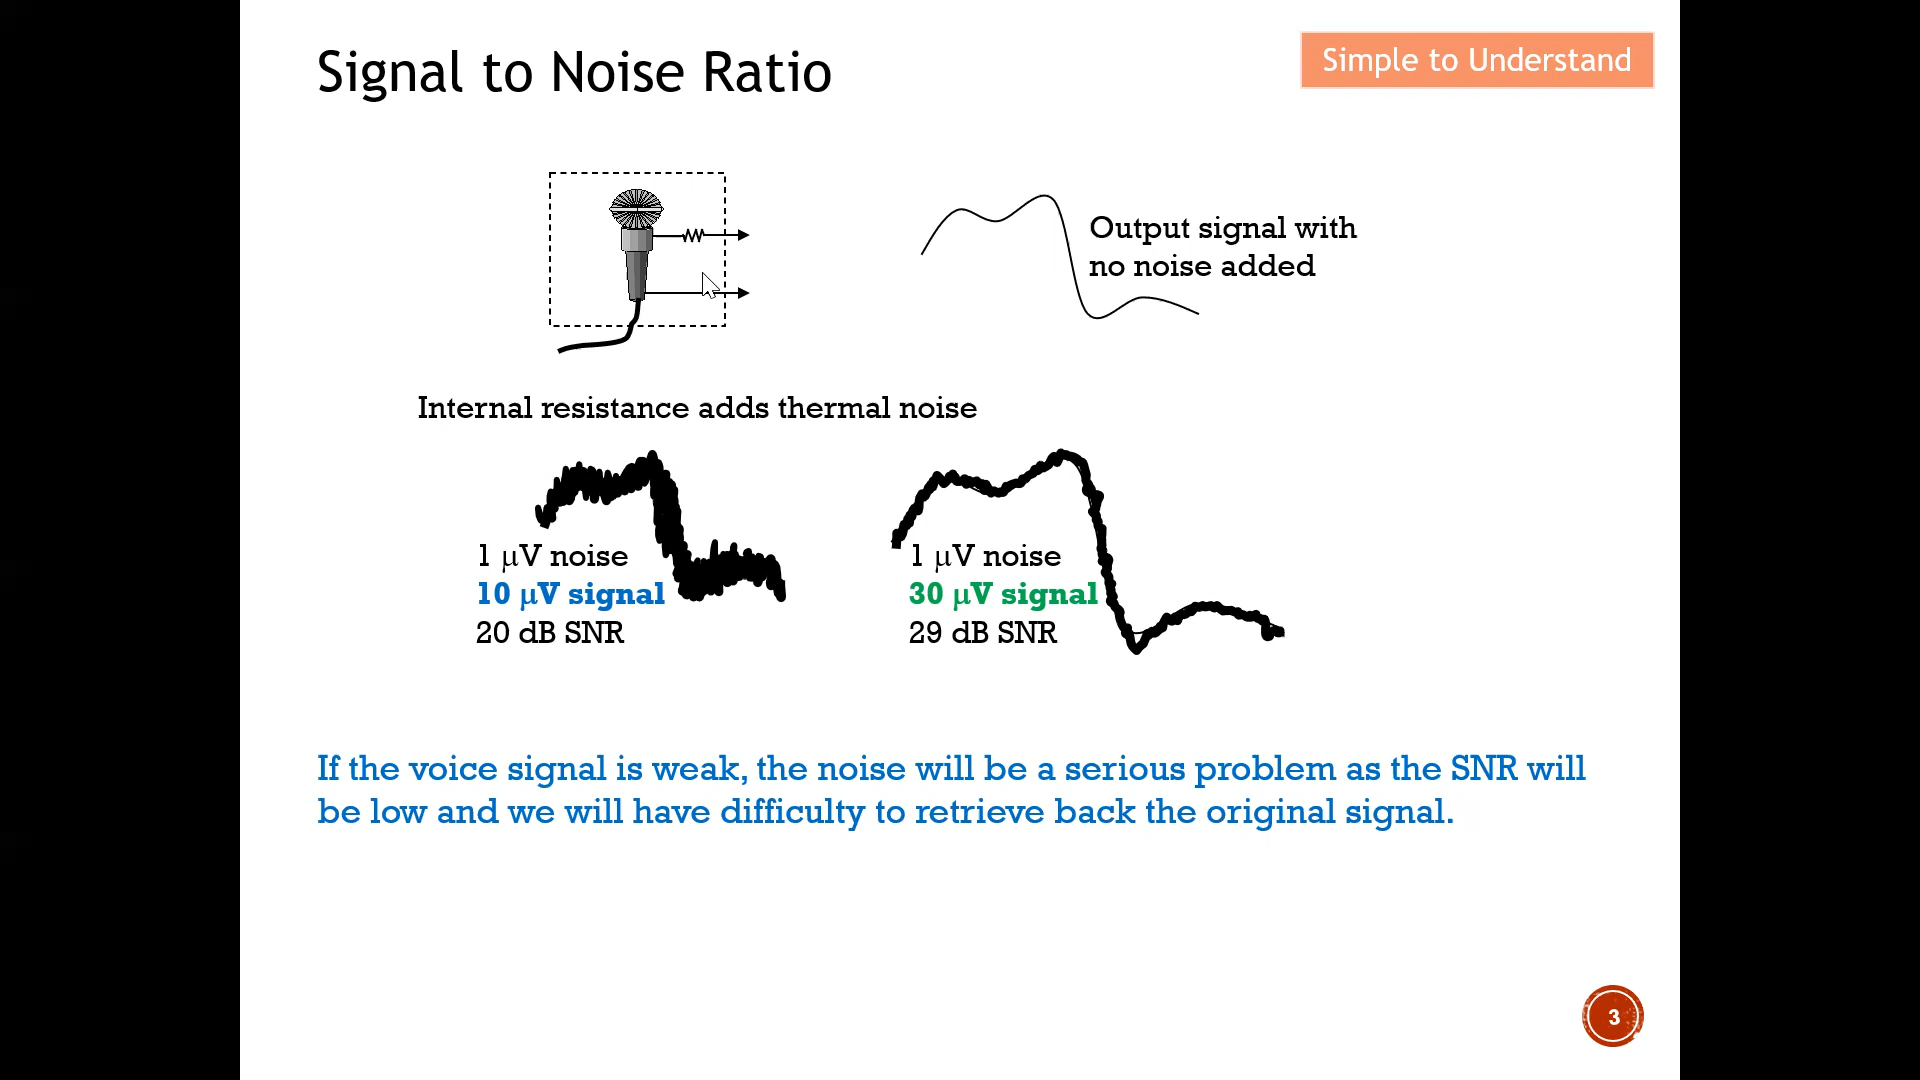 Signal to Noise Ratio
Simple to Understand
Output signal with
no noise added
Internal resistance adds thermal noise
1 μV noise
10 μV signal
20 dB SNR
1 μV noise
30 μV signal
29 dB SNR
If the voice signal is weak, the noise will be a serious problem as the SNR will
be low and we will have difficulty to retrieve back the original signal.
3